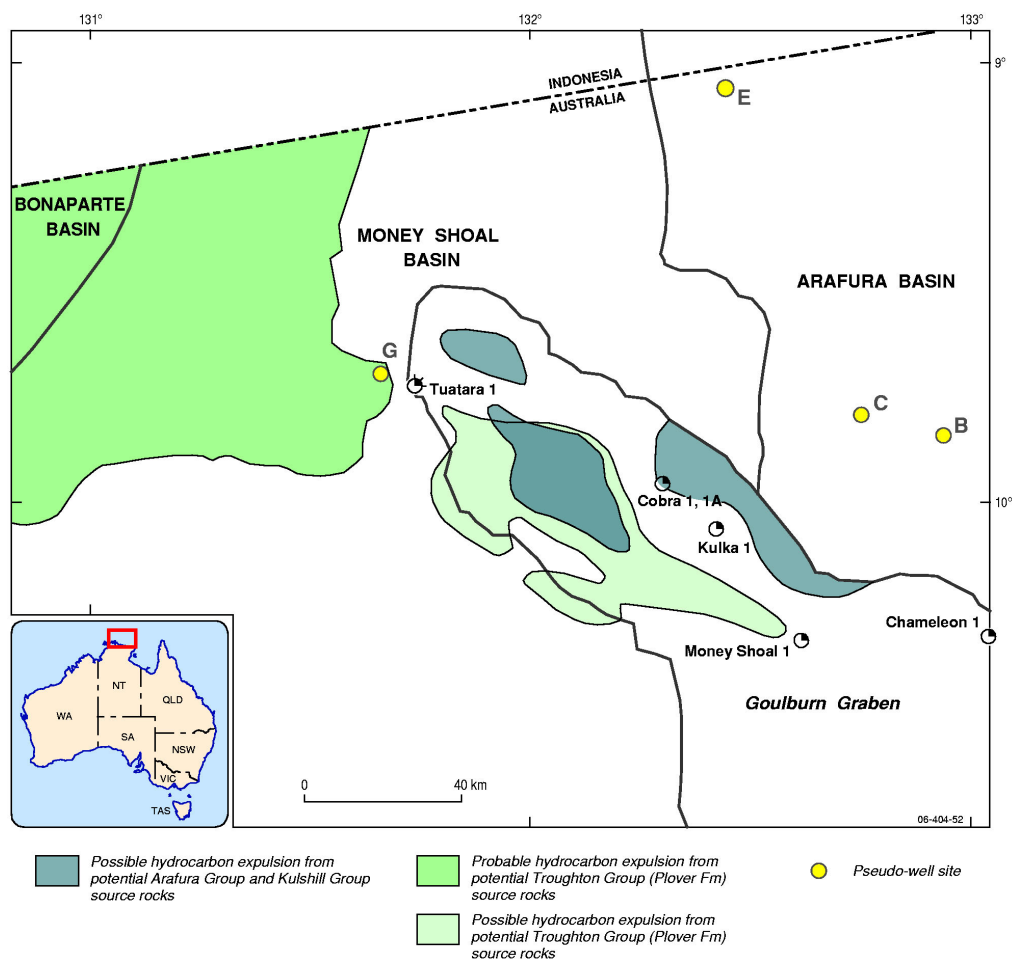 131°
132°
133°
9°
INDONESIA
AUSTRALIA
E
BONAPARTE
BASIN
MONEY SHOAL
BASIN
ARAFURA BASIN
G
Tuatara 1
C
B
Cobra 1, 1A
10°
Kulka 1
Chameleon 1
Money Shoal 1
Goulburn Graben
NT
QLD
WA
SA
NSW
VIC
TAS
0
40 km
06-404-52
Possible hydrocarbon expulsion from
potential Arafura Group and Kulshill Group
source rocks
Probable hydrocarbon expulsion from
potential Troughton Group (Plover Fm)
source rocks
Possible hydrocarbon expulsion from
potential Troughton Group (Plover Fm)
source rocks
Pseudo-well site